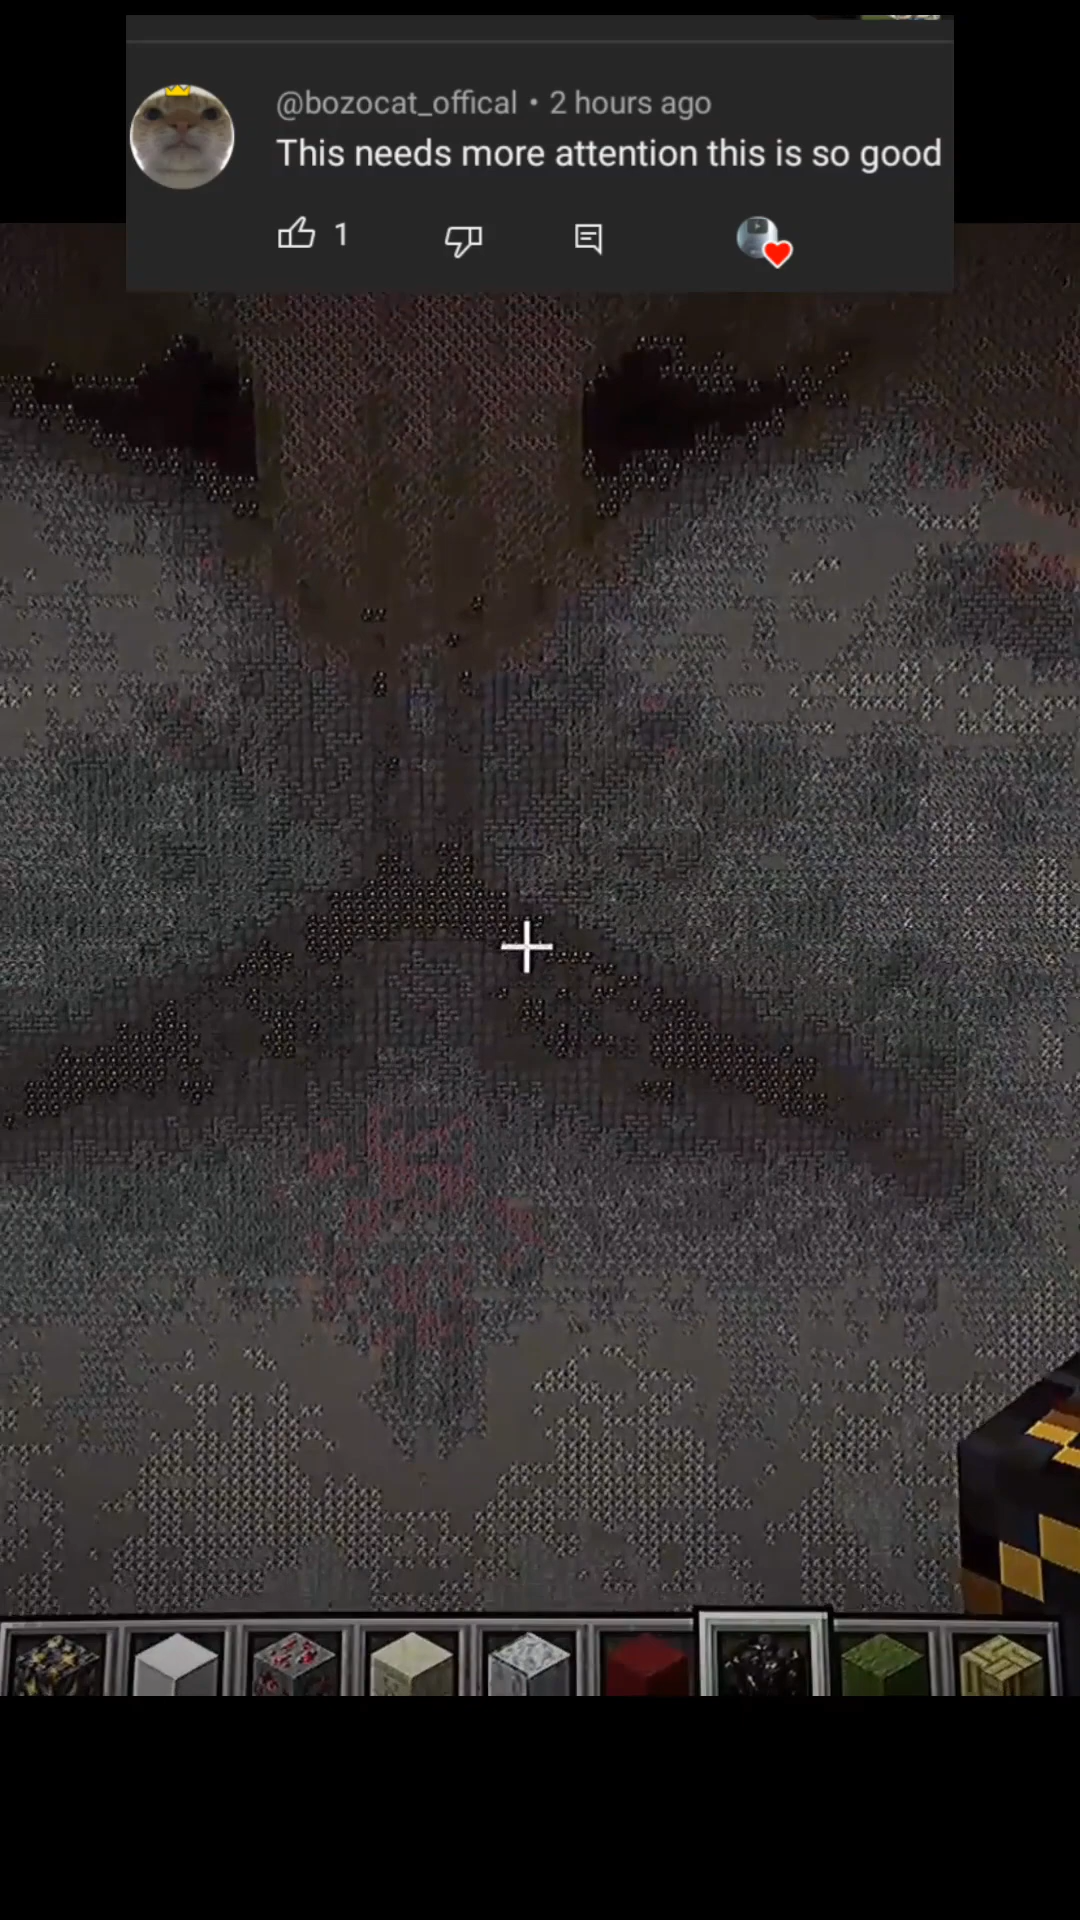 @bozocat_offical • 2 hours ago
This needs more attention this is so good
1